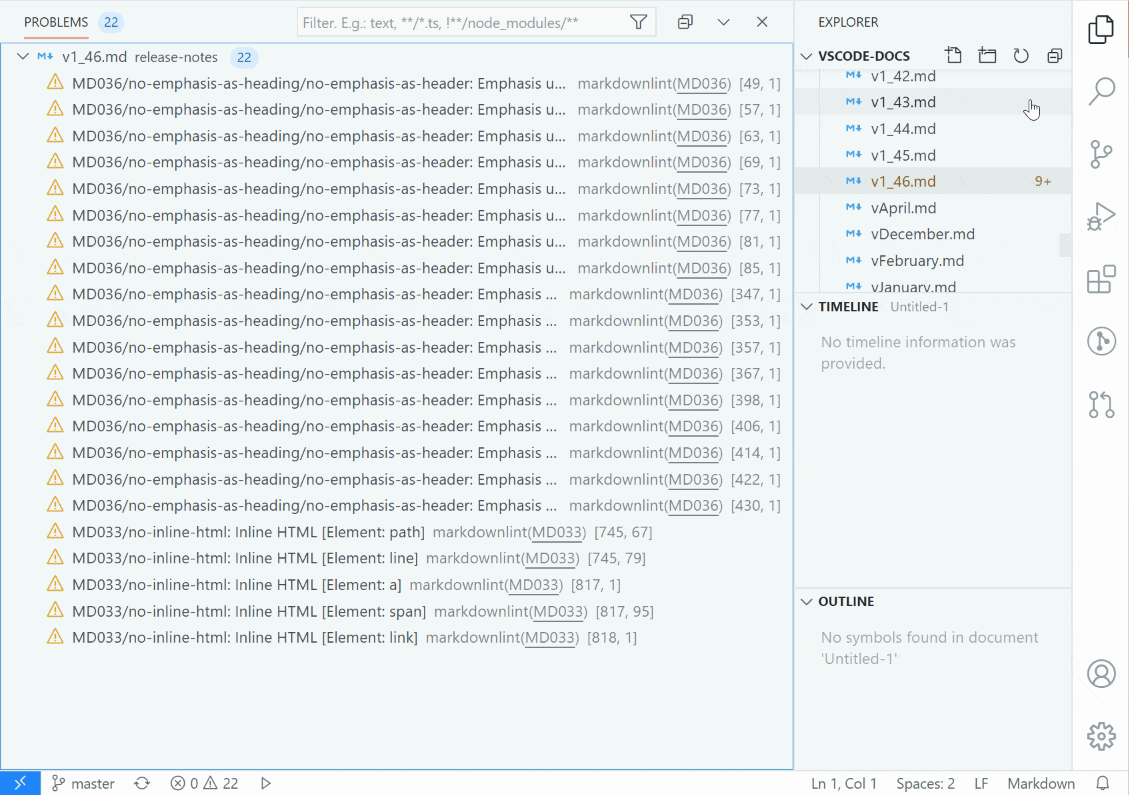 PROBLEMS 22
Filter. E.g.: text, **/*.ts, !**/node_modules/**
v1_46.md release-notes 22
MD036/no-emphasis-as-heading/no-emphasis-as-header: Emphasis u... markdownlint(MD036) [49, 1]
MD036/no-emphasis-as-heading/no-emphasis-as-header: Emphasis u... markdownlint(MD036) [57, 1]
MD036/no-emphasis-as-heading/no-emphasis-as-header: Emphasis u... markdownlint(MD036) [63, 1]
MD036/no-emphasis-as-heading/no-emphasis-as-header: Emphasis u... markdownlint(MD036) [69, 1]
MD036/no-emphasis-as-heading/no-emphasis-as-header: Emphasis u... markdownlint(MD036) [73, 1]
MD036/no-emphasis-as-heading/no-emphasis-as-header: Emphasis u... markdownlint(MD036) [77, 1]
MD036/no-emphasis-as-heading/no-emphasis-as-header: Emphasis u... markdownlint(MD036) [81, 1]
MD036/no-emphasis-as-heading/no-emphasis-as-header: Emphasis u... markdownlint(MD036) [85, 1]
MD036/no-emphasis-as-heading/no-emphasis-as-header: Emphasis ... markdownlint(MD036) [347, 1]
MD036/no-emphasis-as-heading/no-emphasis-as-header: Emphasis ... markdownlint(MD036) [353, 1]
MD036/no-emphasis-as-heading/no-emphasis-as-header: Emphasis ... markdownlint(MD036) [357, 1]
MD036/no-emphasis-as-heading/no-emphasis-as-header: Emphasis ... markdownlint(MD036) [367, 1]
MD036/no-emphasis-as-heading/no-emphasis-as-header: Emphasis ... markdownlint(MD036) [398, 1]
MD036/no-emphasis-as-heading/no-emphasis-as-header: Emphasis ... markdownlint(MD036) [406, 1]
MD036/no-emphasis-as-heading/no-emphasis-as-header: Emphasis ... markdownlint(MD036) [414, 1]
MD036/no-emphasis-as-heading/no-emphasis-as-header: Emphasis ... markdownlint(MD036) [422, 1]
MD036/no-emphasis-as-heading/no-emphasis-as-header: Emphasis ... markdownlint(MD036) [430, 1]
MD033/no-inline-html: Inline HTML [Element: path] markdownlint(MD033) [745, 67]
MD033/no-inline-html: Inline HTML [Element: line] markdownlint(MD033) [745, 79]
MD033/no-inline-html: Inline HTML [Element: a] markdownlint(MD033) [817, 1]
MD033/no-inline-html: Inline HTML [Element: span] markdownlint(MD033) [817, 95]
MD033/no-inline-html: Inline HTML [Element: link] markdownlint(MD033) [818, 1]
EXPLORER
VSCODE-DOCS
v1_42.md
v1_43.md
v1_44.md
v1_45.md
v1_46.md 9+
vApril.md
vDecember.md
vFebruary.md
vJanuary.md
TIMELINE Untitled-1
No timeline information was
provided.
OUTLINE
No symbols found in document
'Untitled-1'
master 0 22
Ln 1, Col 1 Spaces: 2 LF Markdown